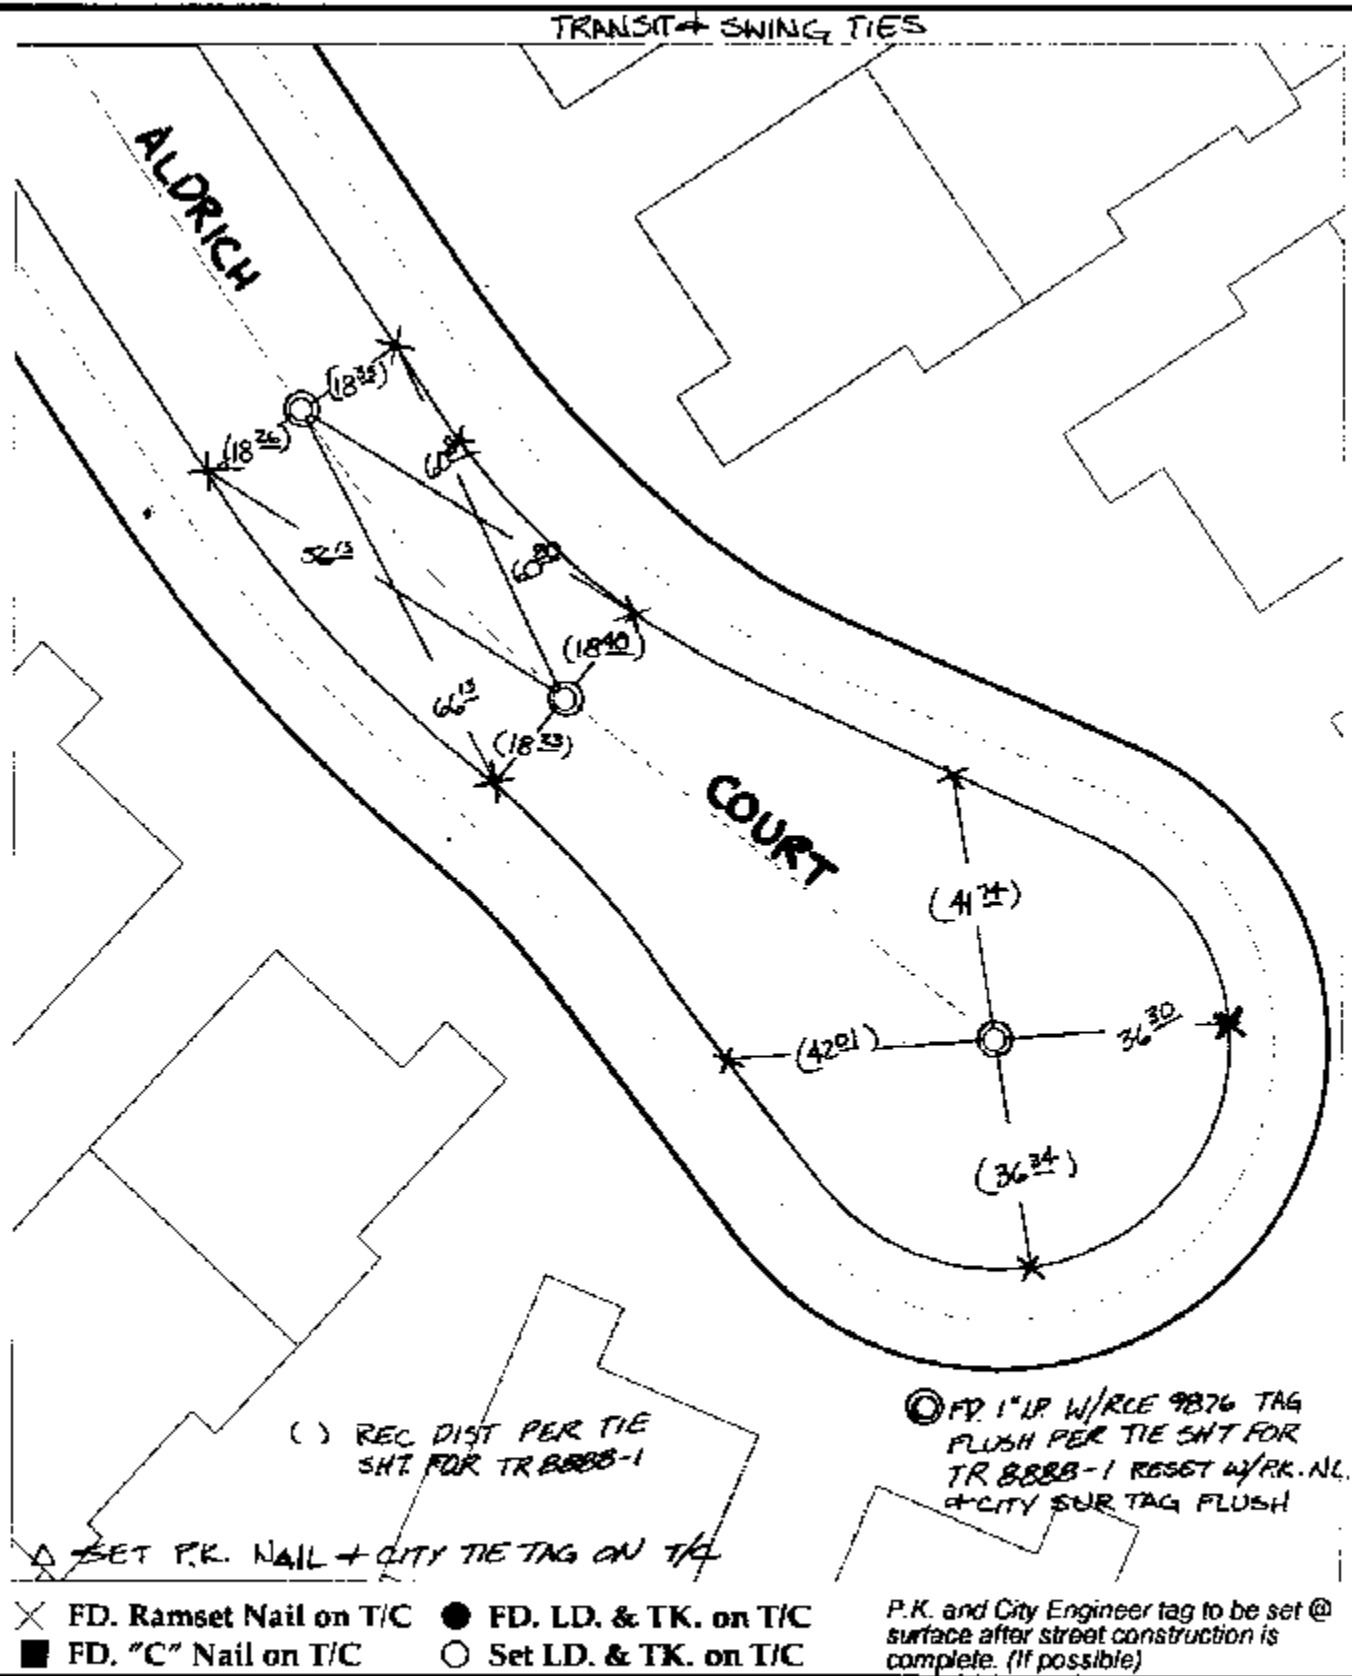 TRANSIT + SWING TIES
ALDRICH
(18 35)
(18 26)
60 81
52 13
60 80
(18 40)
66 13
(18 33)
COURT
(41 74)
(42 01)
36 30
(36 34)
( ) REC DIST PER TIE
SHT FOR TR 8888-1
FD. 1" I.P. W/RCE 9876 TAG
FLUSH PER TIE SHT FOR
TR 8888-1 RESET W/P.K. NL.
+ CITY SUR TAG FLUSH
△ SET P.K. NAIL + CITY TIE TAG ON T/C
FD. Ramset Nail on T/C
FD. LD. & TK. on T/C
FD. "C" Nail on T/C
Set LD. & TK. on T/C
P.K. and City Engineer tag to be set @
surface after street construction is
complete. (If possible)